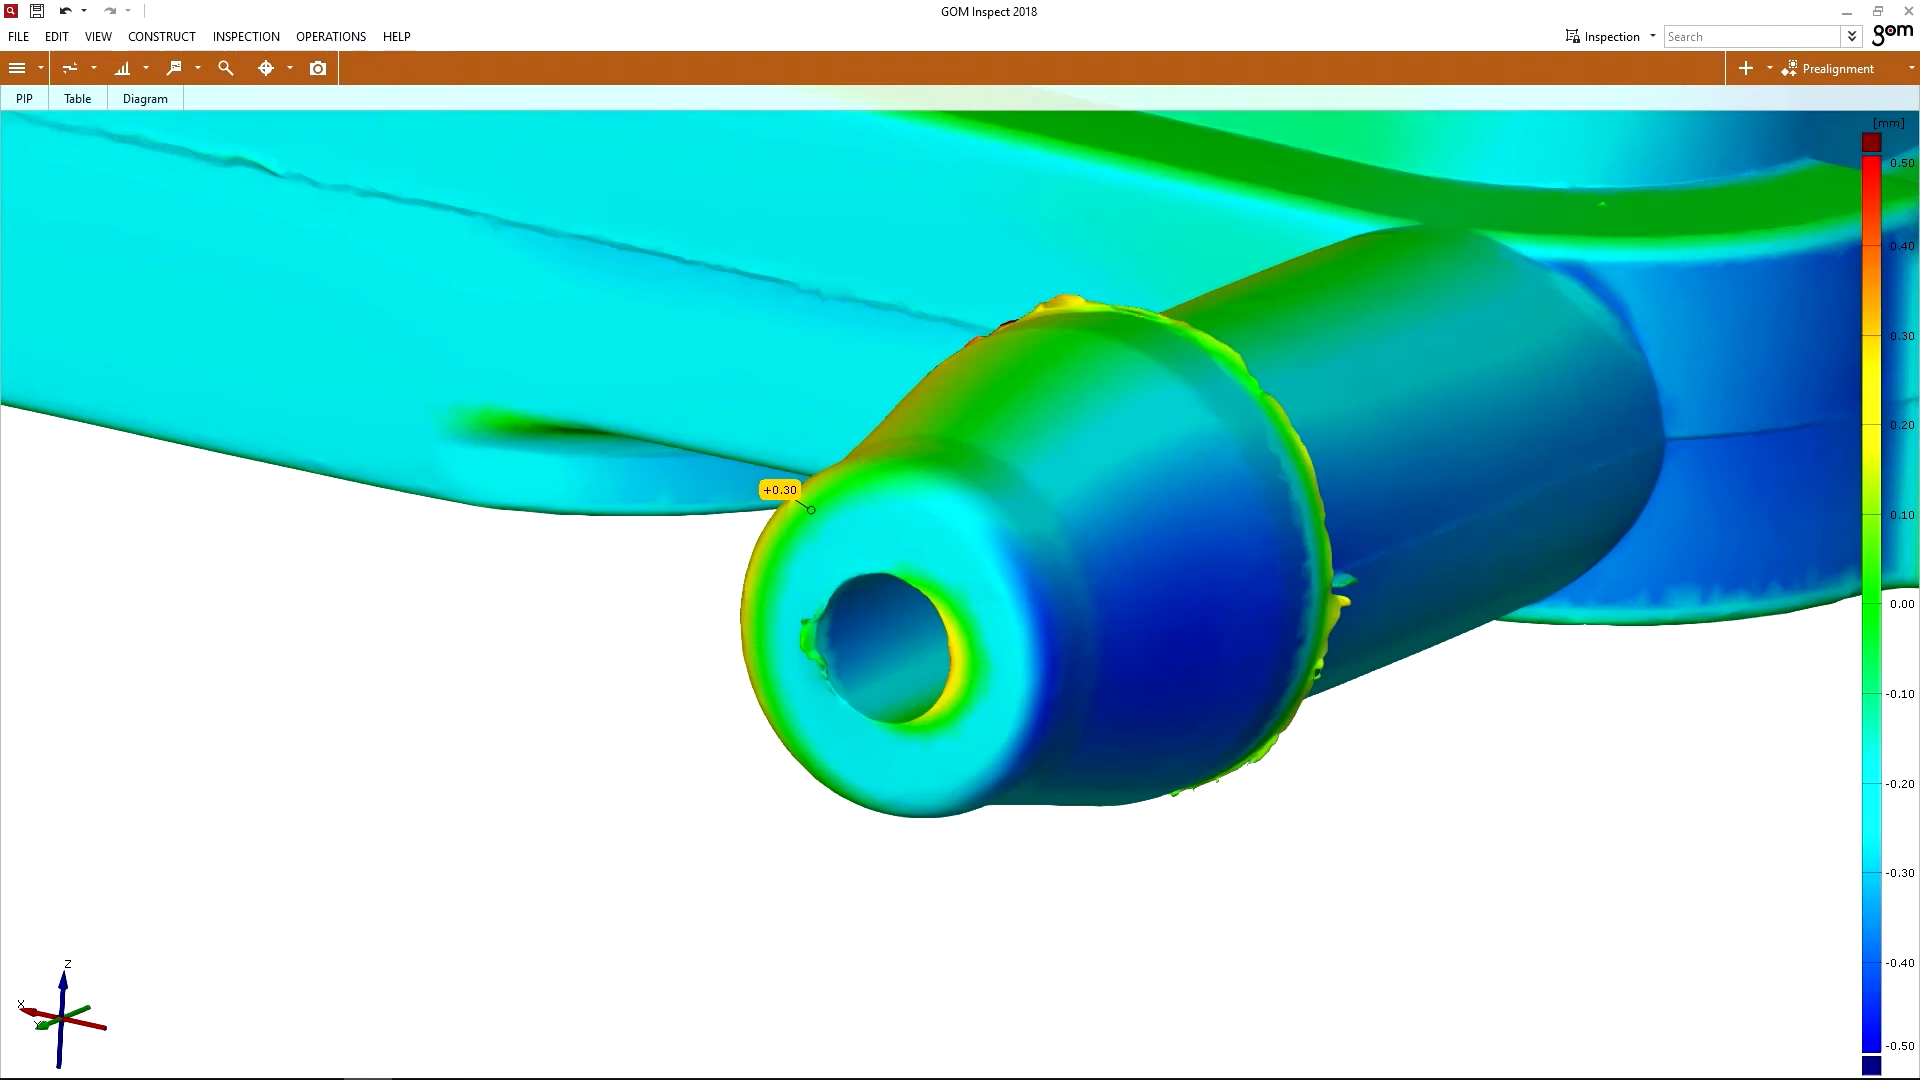 GOM Inspect 2018
FILE EDIT VIEW CONSTRUCT INSPECTION OPERATIONS HELP
Inspection
Search
gom
Prealignment
PIP Table Diagram
[mm]
0.50
0.40
0.30
0.20
0.10
0.00
-0.10
-0.20
-0.30
-0.40
-0.50
+0.30
Z
X
Y